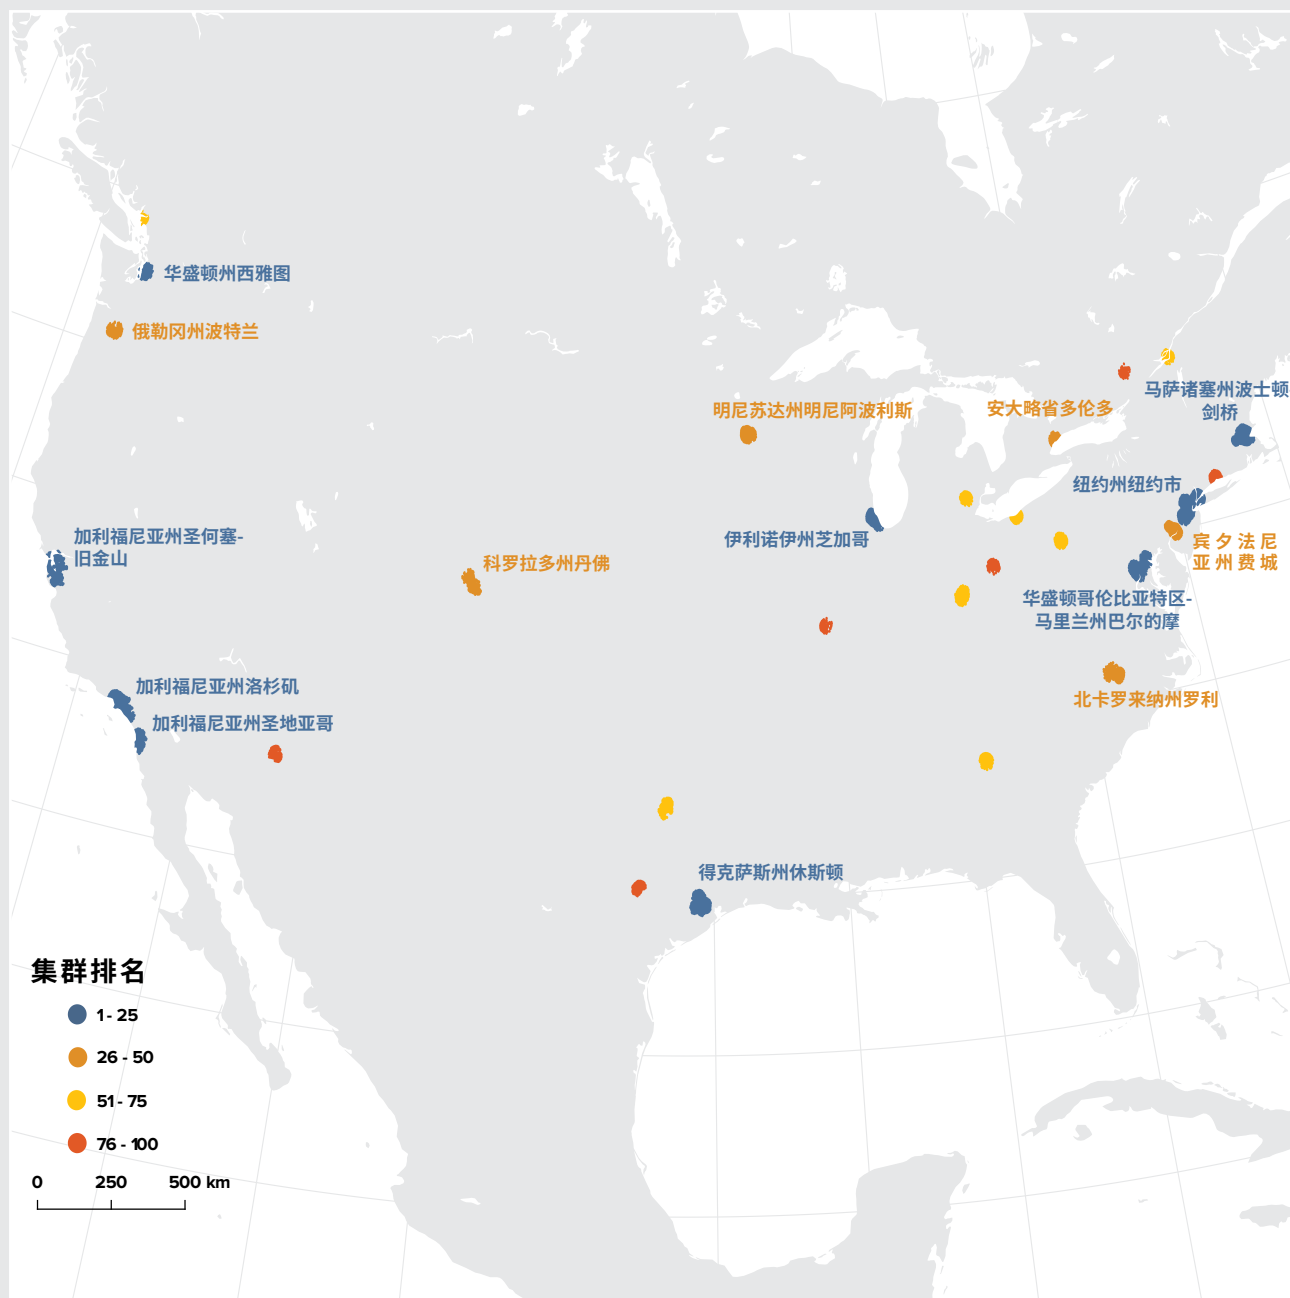 华盛顿州西雅图
俄勒冈州波特兰
马萨诸塞州波士顿
剑桥
明尼苏达州明尼阿波利斯
安大略省多伦多
纽约州纽约市
加利福尼亚州圣何塞-
旧金山
伊利诺伊州芝加哥
宾夕法尼
亚州费城
科罗拉多州丹佛
华盛顿哥伦比亚特区-
马里兰州巴尔的摩
加利福尼亚州洛杉矶
北卡罗来纳州罗利
加利福尼亚州圣地亚哥
得克萨斯州休斯顿
集群排名
1 - 25
26 - 50
51 - 75
76 - 100
0 250 500 km